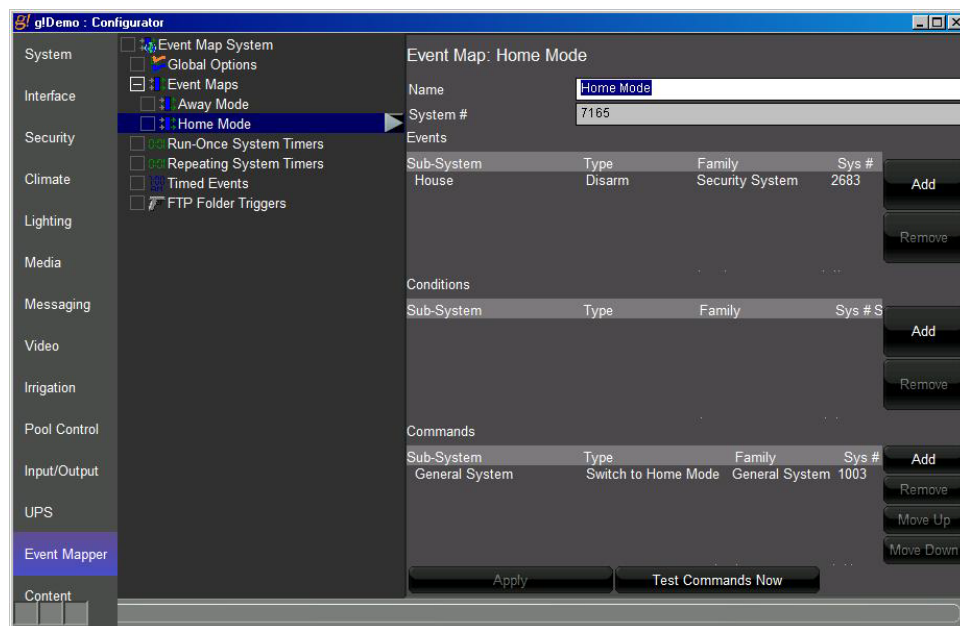 g! g!Demo : Configurator
System
Interface
Security
Climate
Lighting
Media
Messaging
Video
Irrigation
Pool Control
Input/Output
UPS
Event Mapper
Content
Event Map System
Global Options
Event Maps
Away Mode
Home Mode
Run-Once System Timers
Repeating System Timers
Timed Events
FTP Folder Triggers
Event Map: Home Mode
Name Home Mode
System # 7165
Events
Sub-System Type Family Sys #
House Disarm Security System 2683
Add
Remove
Conditions
Sub-System Type Family Sys # S
Add
Remove
Commands
Sub-System Type Family Sys #
General System Switch to Home Mode General System 1003
Add
Remove
Move Up
Move Down
Apply Test Commands Now